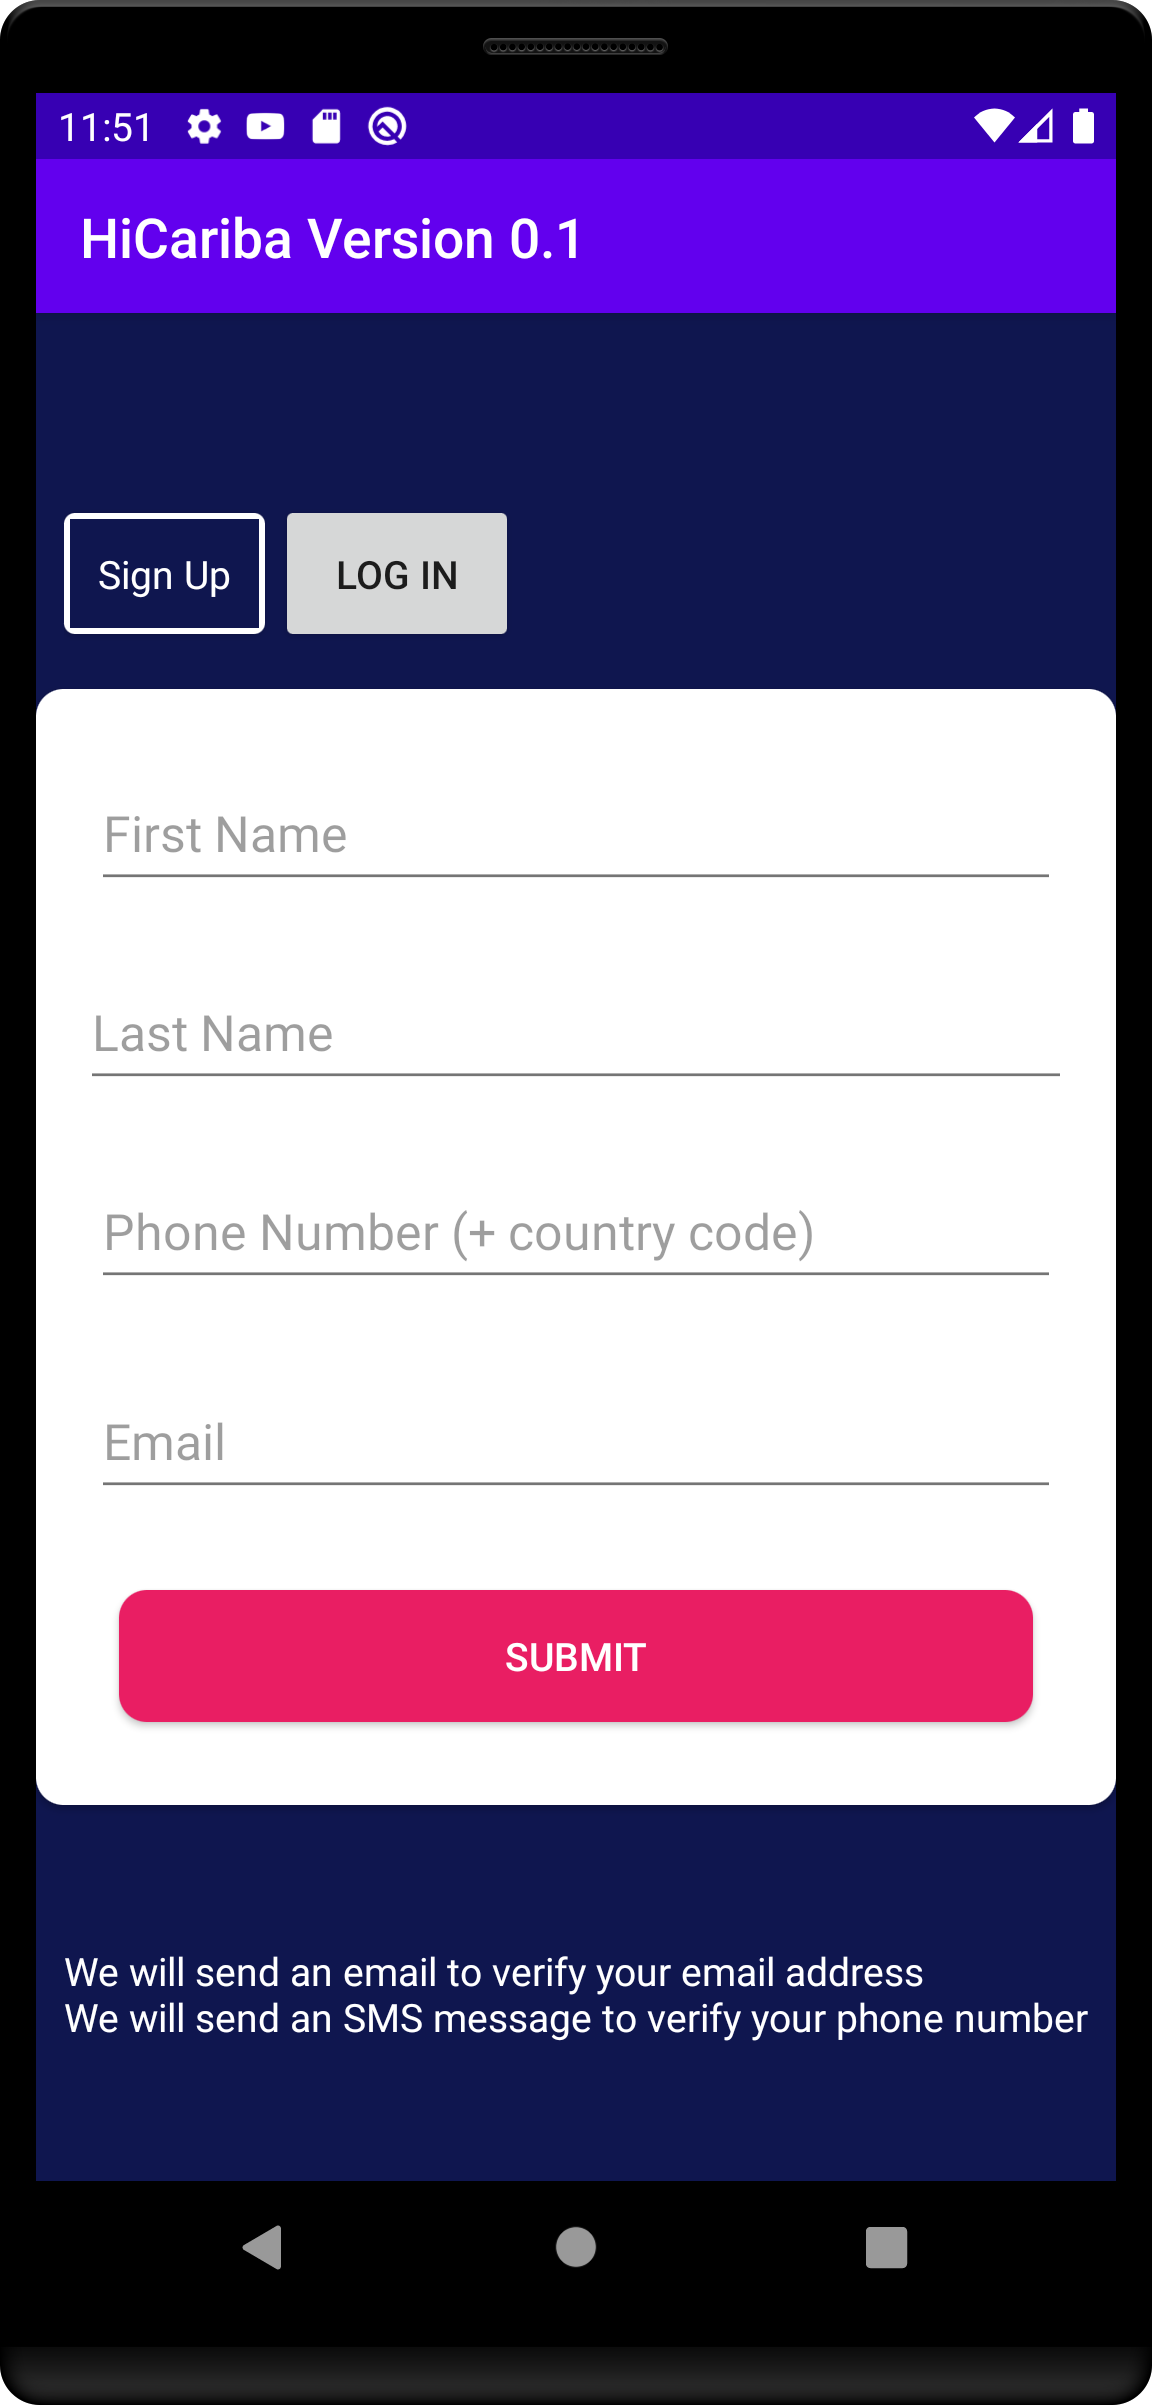 11:51
HiCariba Version 0.1
Sign Up
LOG IN
First Name
Last Name
Phone Number (+ country code)
Email
SUBMIT
We will send an email to verify your email address
We will send an SMS message to verify your phone number